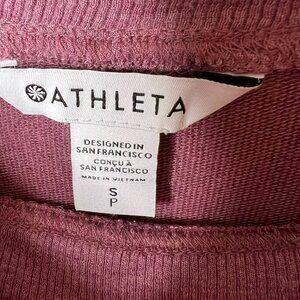 ATHLETA
DESIGNED IN
SAN FRANCISCO
CONÇU À
SAN FRANCISCO
MADE IN VIETNAM
S
P